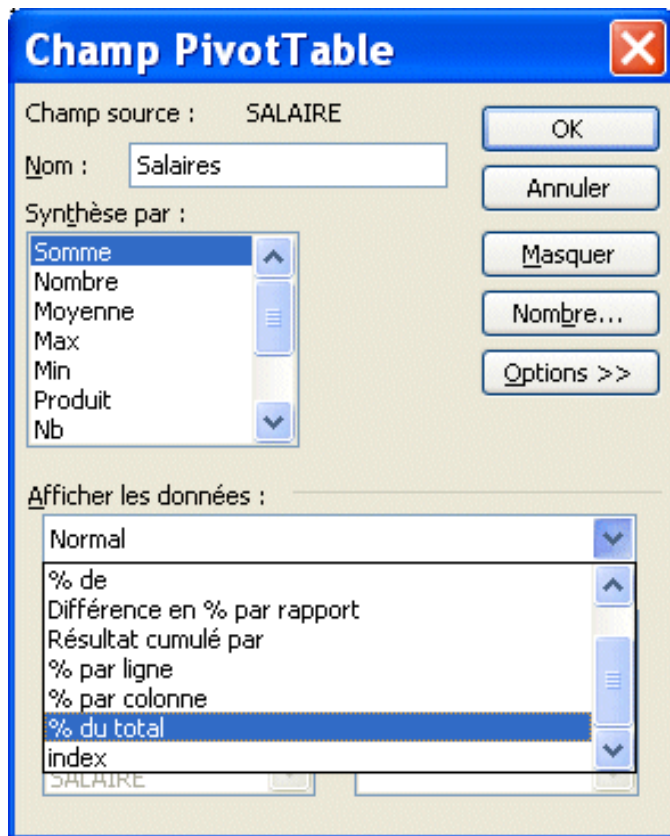 Champ PivotTable
Champ source : SALAIRE
OK
Nom : Salaires
Annuler
Synthèse par :
Somme
Nombre
Moyenne
Max
Min
Produit
Nb
Masquer
Nombre...
Options >>
Afficher les données :
Normal
% de
Différence en % par rapport
Résultat cumulé par
% par ligne
% par colonne
% du total
index
SALAIRE